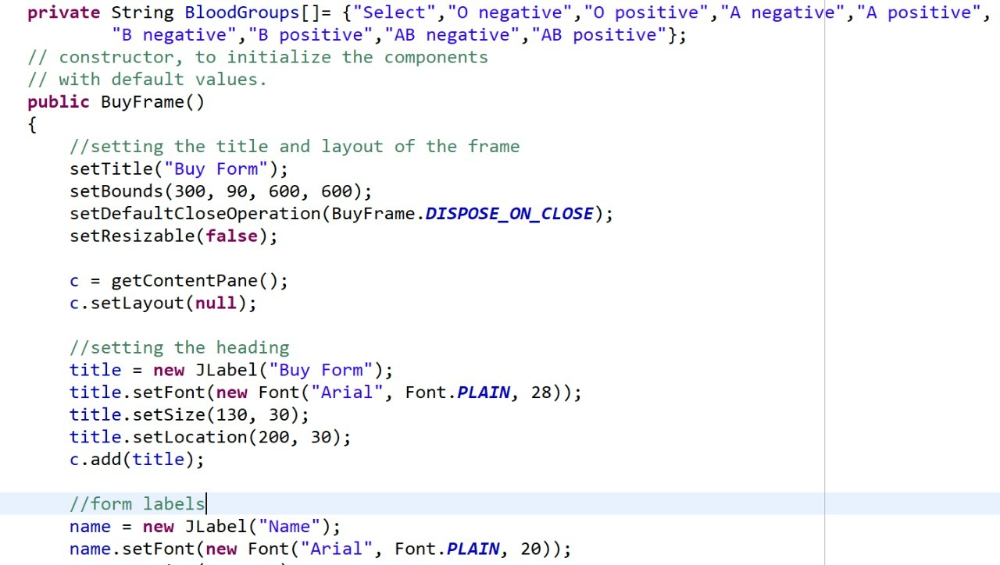 private String BloodGroups[]= {"Select","O negative","O positive","A negative","A positive",
"B negative","B positive","AB negative","AB positive"};
// constructor, to initialize the components
// with default values.
public BuyFrame()
{
//setting the title and layout of the frame
setTitle("Buy Form");
setBounds(300, 90, 600, 600);
setDefaultCloseOperation(BuyFrame.DISPOSE_ON_CLOSE);
setResizable(false);
c = getContentPane();
c.setLayout(null);
//setting the heading
title = new JLabel("Buy Form");
title.setFont(new Font("Arial", Font.PLAIN, 28));
title.setSize(130, 30);
title.setLocation(200, 30);
c.add(title);
//form labels
name = new JLabel("Name");
name.setFont(new Font("Arial", Font.PLAIN, 20));